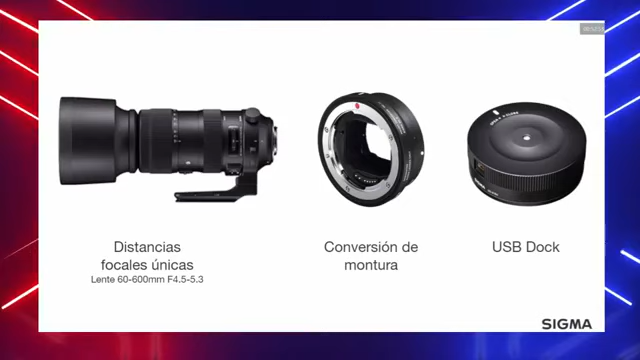 Distancias
focales únicas
Lente 60-600mm F4.5-5.3
Conversión de
montura
USB Dock
SIGMA